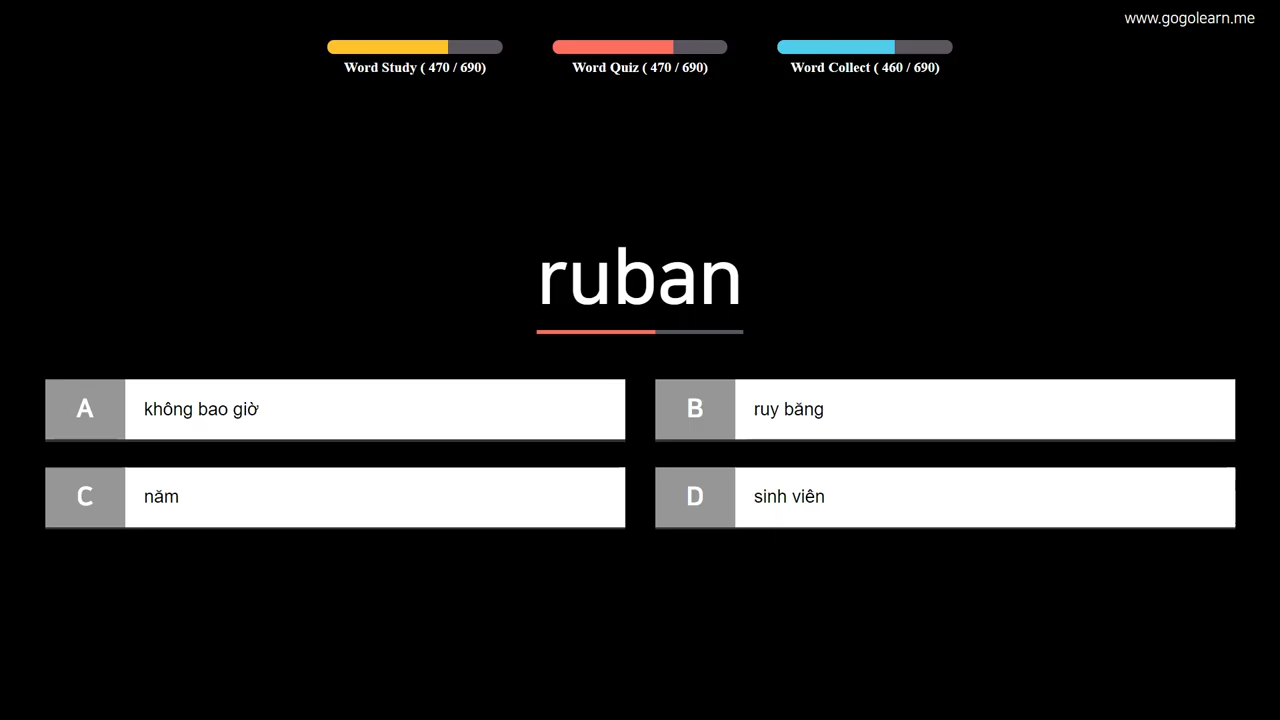 www.gogolearn.me
Word Study ( 470 / 690)
Word Quiz ( 470 / 690)
Word Collect ( 460 / 690)
ruban
A
không bao giờ
B
ruy băng
C
năm
D
sinh viên